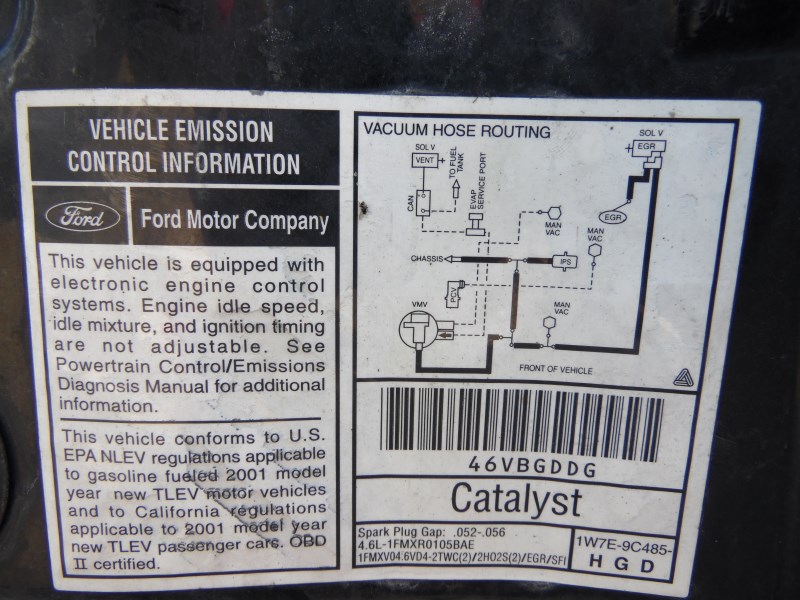 VEHICLE EMISSION
CONTROL INFORMATION
Ford
Ford Motor Company
This vehicle is equipped with
electronic engine control
systems. Engine idle speed,
idle mixture, and ignition timing
are not adjustable. See
Powertrain Control/Emissions
Diagnosis Manual for additional
information.
This vehicle conforms to U.S.
EPA NLEV regulations applicable
to gasoline fueled 2001 model
year new TLEV motor vehicles
and to California regulations
applicable to 2001 model year
new TLEV passenger cars. OBD
II certified.
VACUUM HOSE ROUTING
SOL V
VENT +
TO FUEL
TANK
CAN
EVAP
SERVICE PORT
SOL V
+ EGR
EGR
MAN
VAC
MAN
VAC
CHASSIS
IPS
PCV
VMV
MAN
VAC
FRONT OF VEHICLE
46VBGDDG
Catalyst
Spark Plug Gap: .052-.056
4.6L-1FMXR0105BAE
1FMXV04.6VD4-2TWC(2)/2HO2S(2)/EGR/SFI
1W7E-9C485-
HGD